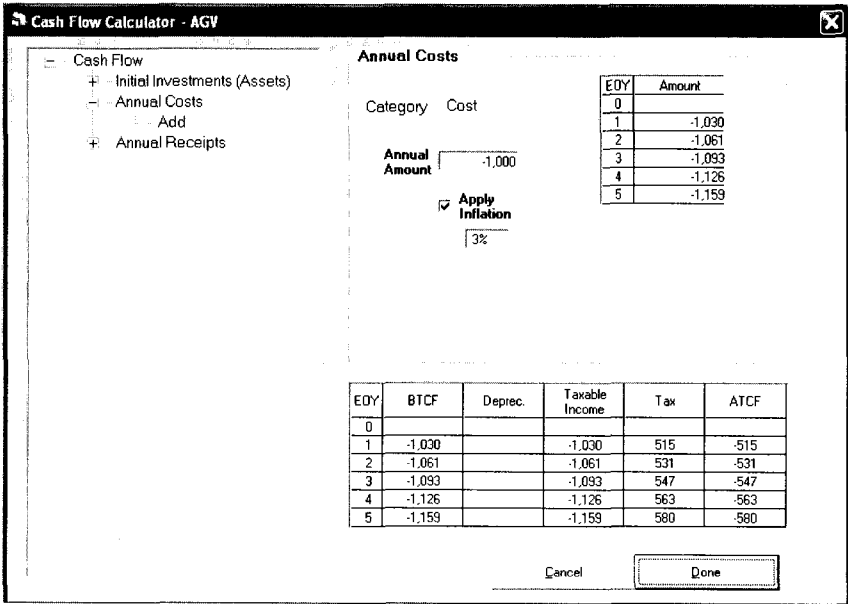 Cash Flow Calculator - AGV
Cash Flow
Initial Investments (Assets)
Annual Costs
Add
Annual Receipts
Annual Costs
Category Cost
Annual Amount -1,000
Apply Inflation
3%
EOY Amount
0
1 -1,030
2 -1,061
3 -1,093
4 -1,126
5 -1,159
EOY BTCF Deprec. Taxable Income Tax ATCF
0
1 -1,030 -1,030 515 -515
2 -1,061 -1,061 531 -531
3 -1,093 -1,093 547 -547
4 -1,126 -1,126 563 -563
5 -1,159 -1,159 580 -580
Cancel Done